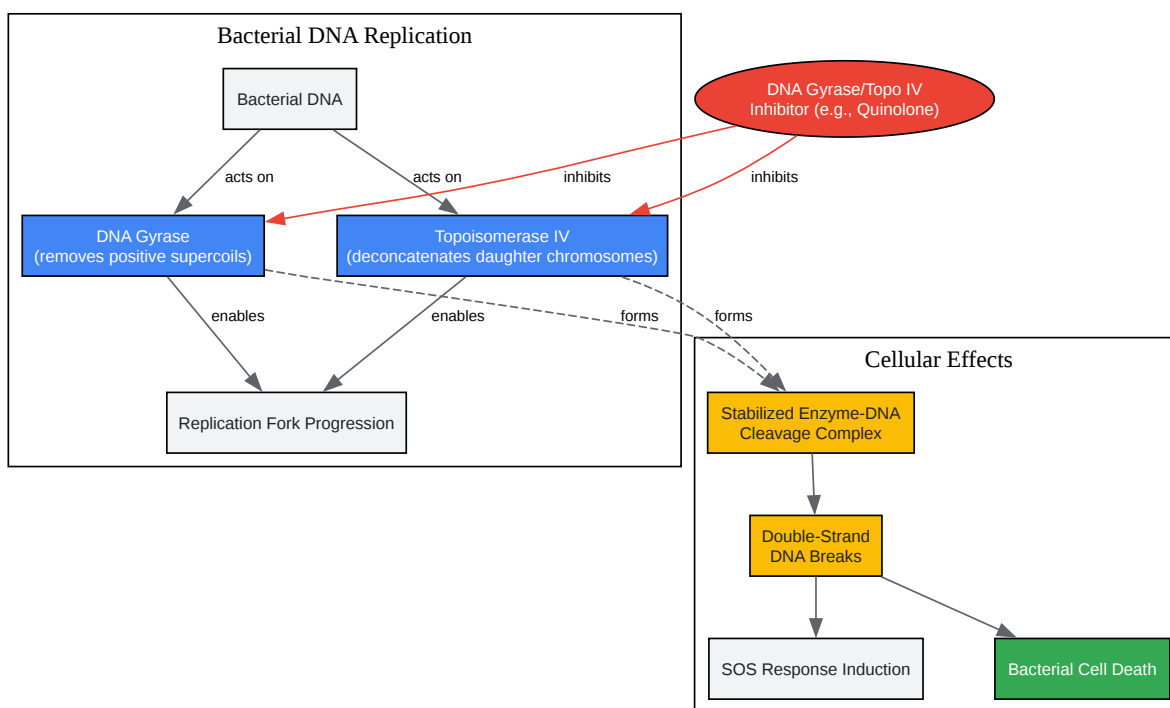 Bacterial DNA Replication
Bacterial DNA
DNA Gyrase/Topo IV
Inhibitor (e.g., Quinolone)
acts on
acts on
inhibits
inhibits
DNA Gyrase
(removes positive supercoils)
Topoisomerase IV
(deconcatenates daughter chromosomes)
enables
enables
forms
forms
Replication Fork Progression
Cellular Effects
Stabilized Enzyme-DNA
Cleavage Complex
Double-Strand
DNA Breaks
SOS Response Induction
Bacterial Cell Death